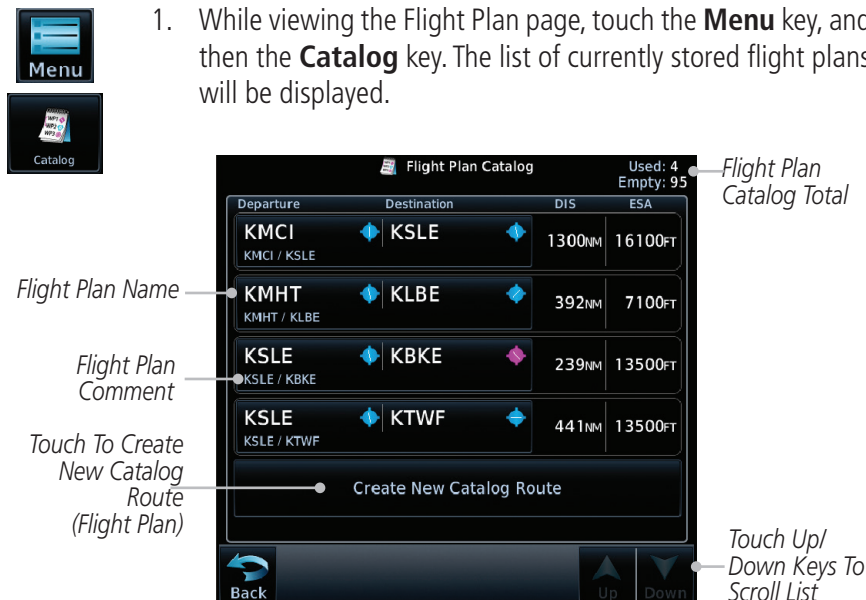 1. While viewing the Flight Plan page, touch the Menu key, and
then the Catalog key. The list of currently stored flight plans
will be displayed.
Menu
WP1
WP2
WP3
Catalog
Flight Plan Catalog
Used: 4
Empty: 95
Flight Plan
Catalog Total
Departure Destination DIS ESA
KMCI KSLE 1300NM 16100FT
KMCI / KSLE
Flight Plan Name
KMHT KLBE 392NM 7100FT
KMHT / KLBE
Flight Plan
Comment
KSLE KBKE 239NM 13500FT
KSLE / KBKE
KSLE KTWF 441NM 13500FT
KSLE / KTWF
Touch To Create
New Catalog
Route
(Flight Plan)
Create New Catalog Route
Touch Up/
Down Keys To
Scroll List
Back Up Down